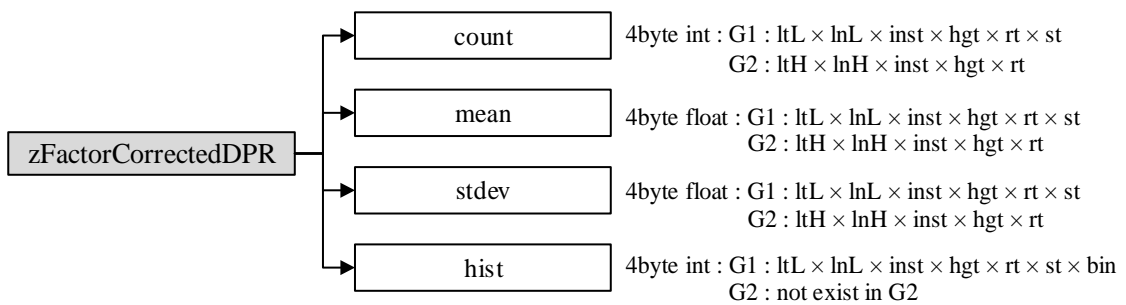 count
4byte int : G1 : ltL × lnL × inst × hgt × rt × st
G2 : ltH × lnH × inst × hgt × rt
mean
4byte float : G1 : ltL × lnL × inst × hgt × rt × st
G2 : ltH × lnH × inst × hgt × rt
zFactorCorrectedDPR
stdev
4byte float : G1 : ltL × lnL × inst × hgt × rt × st
G2 : ltH × lnH × inst × hgt × rt
hist
4byte int : G1 : ltL × lnL × inst × hgt × rt × st × bin
G2 : not exist in G2